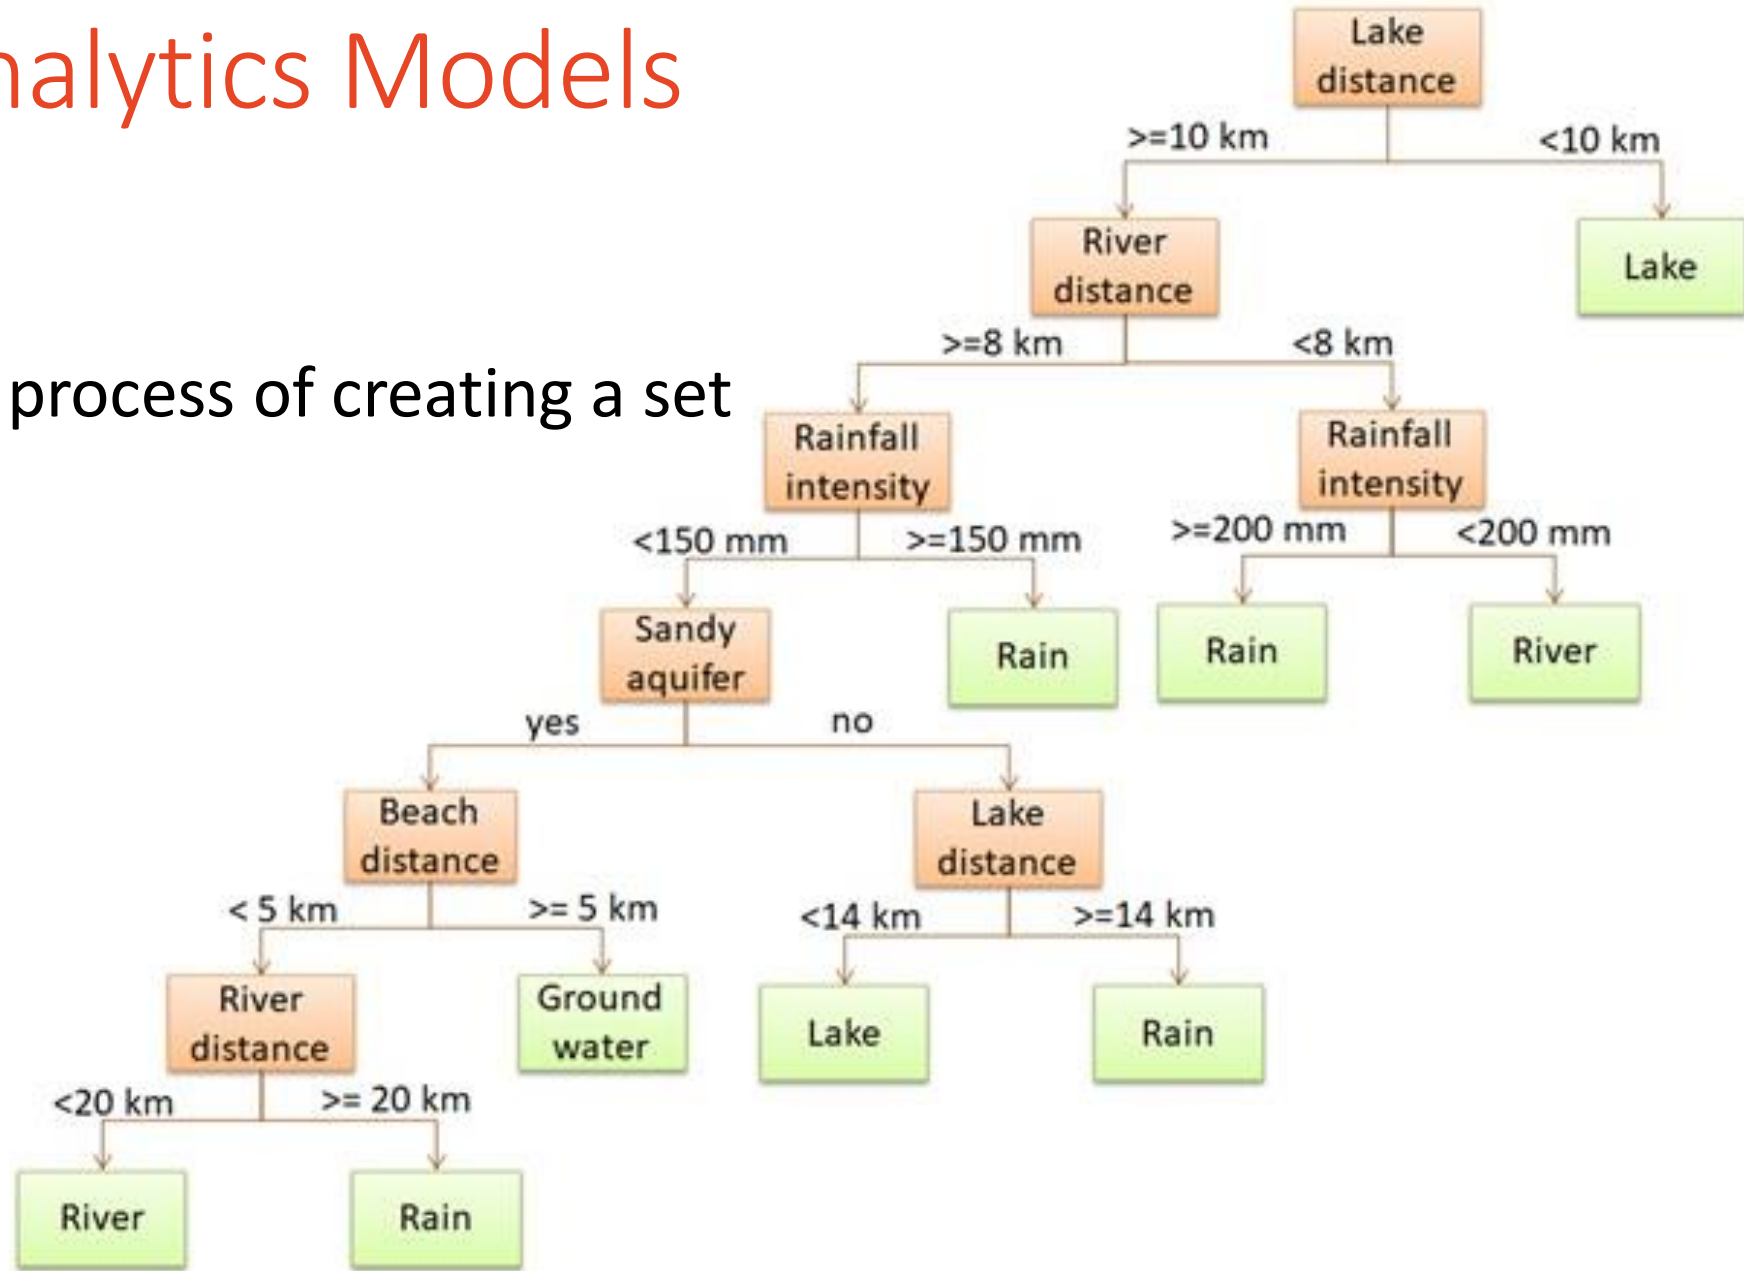 nalytics Models
process of creating a set
Lake
distance
>=10 km
<10 km
River
distance
Lake
>=8 km
<8 km
Rainfall
intensity
Rainfall
intensity
<150 mm
>=150 mm
>=200 mm
<200 mm
Sandy
aquifer
Rain
Rain
River
yes
no
Beach
distance
Lake
distance
< 5 km
>= 5 km
<14 km
>=14 km
River
distance
Ground
water
Lake
Rain
<20 km
>= 20 km
River
Rain